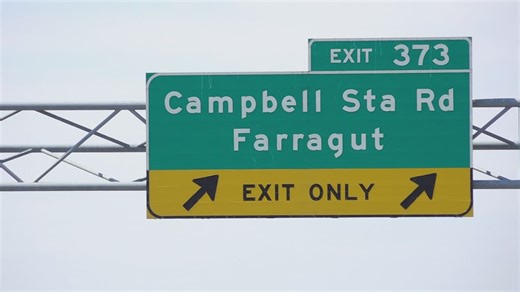 EXIT 373
Campbell Sta Rd
Farragut
EXIT ONLY